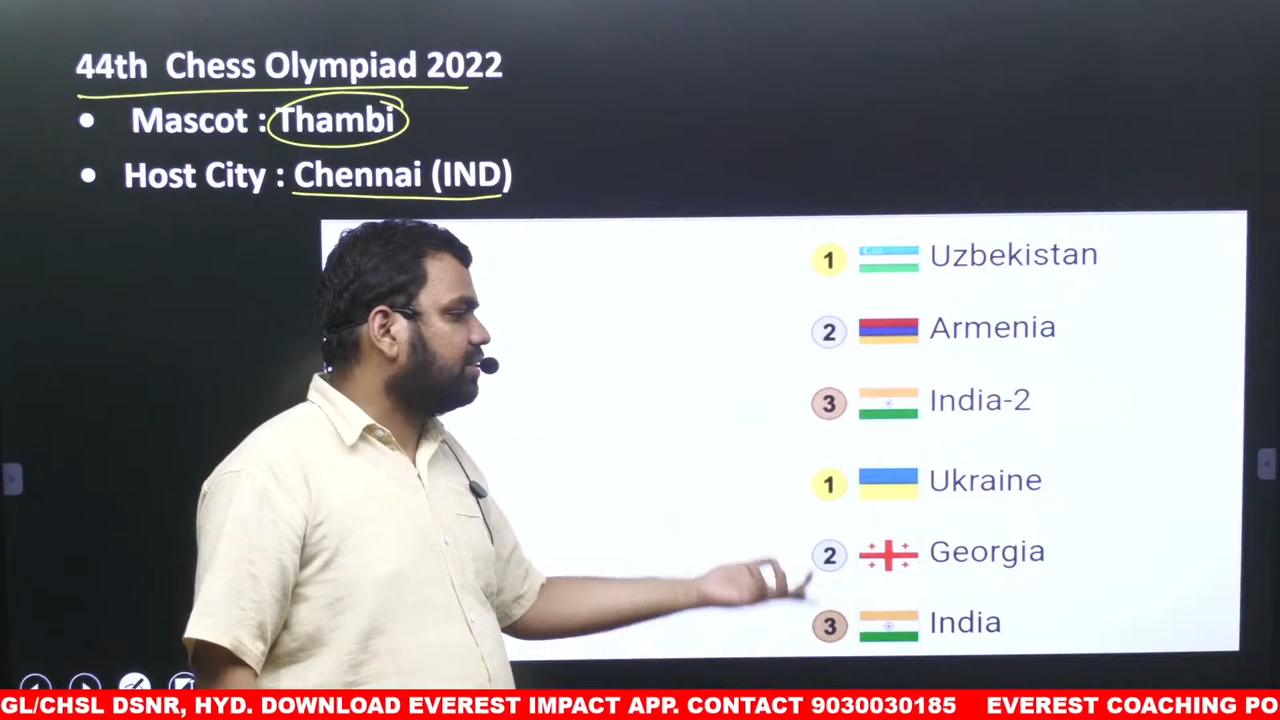 44th Chess Olympiad 2022
• Mascot : Thambi
• Host City : Chennai (IND)
1 Uzbekistan
2 Armenia
3 India-2
1 Ukraine
2 Georgia
3 India
GL/CHSL DSNR, HYD. DOWNLOAD EVEREST IMPACT APP. CONTACT 9030030185 EVEREST COACHING PO